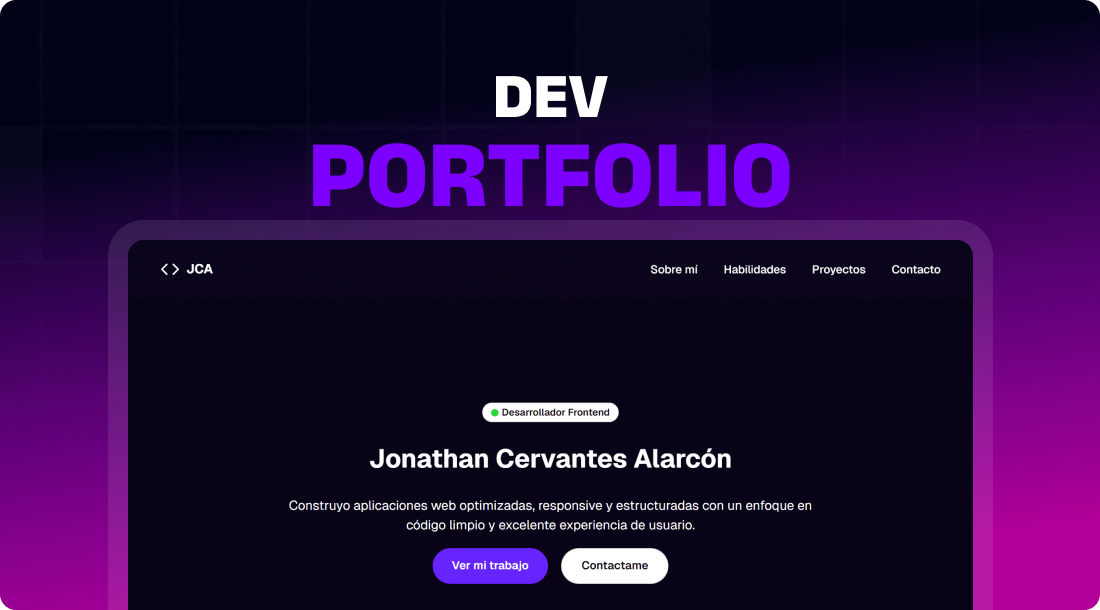 DEV
PORTFOLIO
<> JCA
Sobre mí
Habilidades
Proyectos
Contacto
Desarrollador Frontend
Jonathan Cervantes Alarcón
Construyo aplicaciones web optimizadas, responsive y estructuradas con un enfoque en
código limpio y excelente experiencia de usuario.
Ver mi trabajo
Contactame